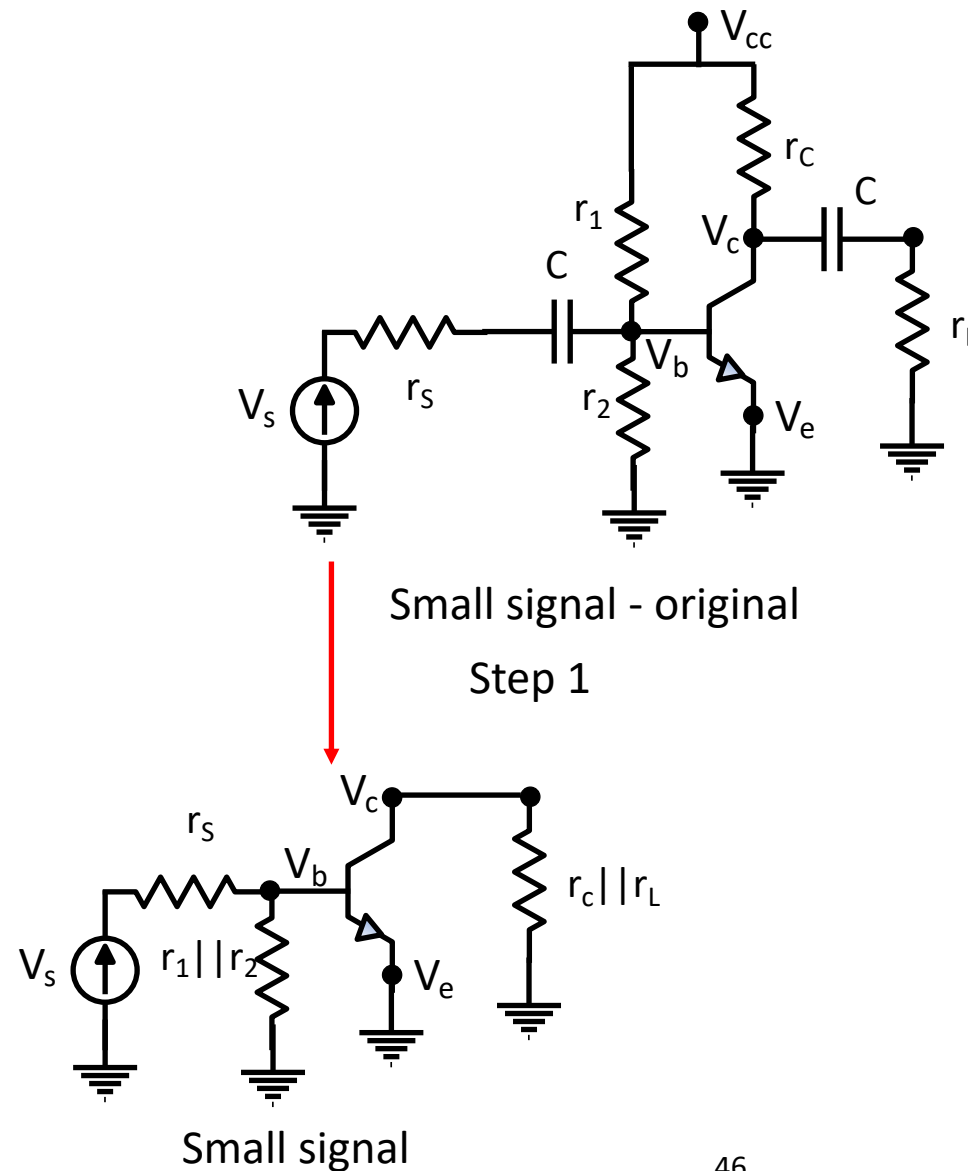 Vcc
rC
C
r1
Vc
C
Vb
rS
r2
Vs
Ve
Small signal - original
Step 1
Vc
rS
Vb
rc||rL
Vs
r1||r2
Ve
Small signal
46